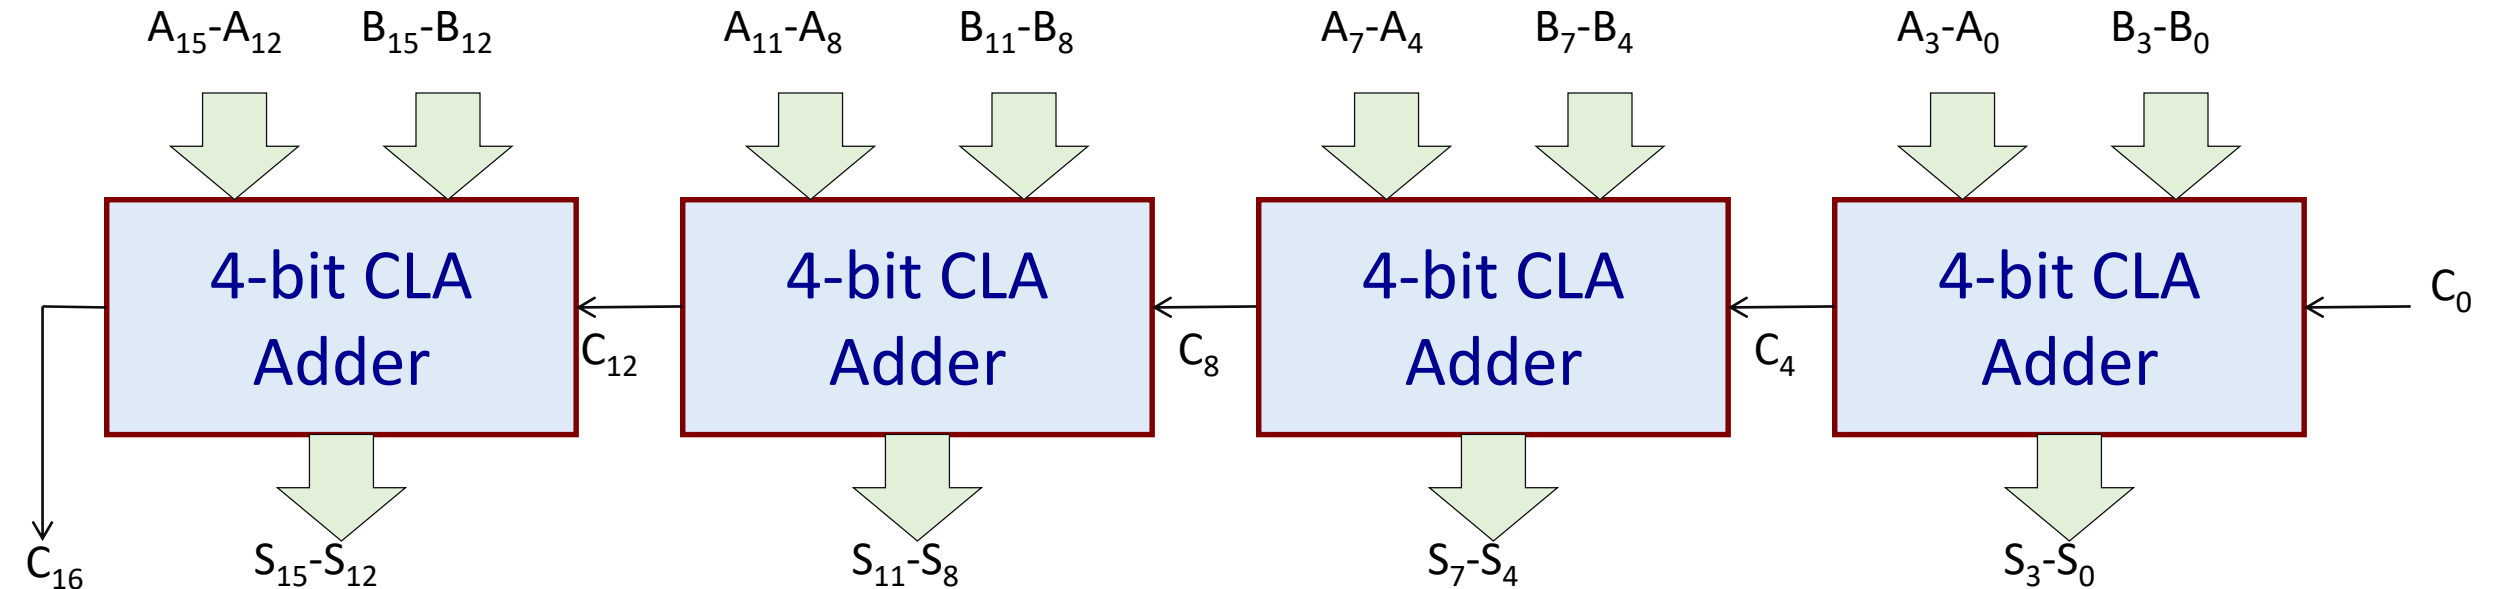 A₁₅-A₁₂ B₁₅-B₁₂ A₁₁-A₈ B₁₁-B₈ A₇-A₄ B₇-B₄ A₃-A₀ B₃-B₀
4-bit CLA 4-bit CLA 4-bit CLA 4-bit CLA
C₀
Adder Adder Adder Adder
C₁₂ C₈ C₄
C₁₆ S₁₅-S₁₂ S₁₁-S₈ S₇-S₄ S₃-S₀